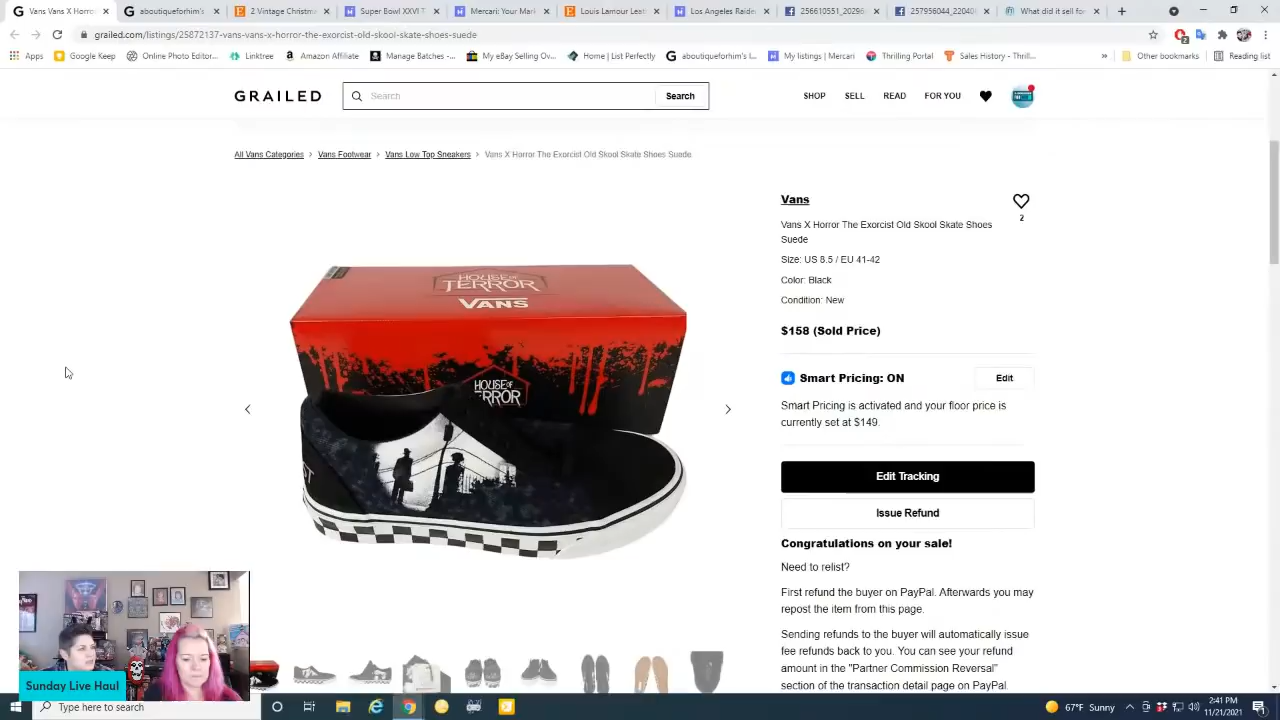 Vans Vans X Horror
aboutiqueforhim's
2 Vintage Christma
Super Bowl XXVI T
Mercari: Your Mark
Louis Lamour Leat
Los Angeles Raide
256610551_20296
257956044_22040
What did it sell for
grailed.com/listings/25872137-vans-vans-x-horror-the-exorcist-old-skool-skate-shoes-suede
Apps
Google Keep
Online Photo Editor...
Linktree
Amazon Exorcist
Manage Batches -...
My eBay Selling Ov...
Home | List Perfectly
aboutiqueforhim's l...
My listings | Mercari
Thrilling Portal
Sales History - Thrill...
Other bookmarks
Reading list
GRAILED
Search
Search
SHOP
SELL
READ
FOR YOU
All Vans Categories > Vans Footwear > Vans Low Top Sneakers > Vans X Horror The Exorcist Old Skool Skate Shoes Suede
Vans
2
Vans X Horror The Exorcist Old Skool Skate Shoes
Suede
Size: US 8.5 / EU 41-42
Color: Black
Condition: New
$158 (Sold Price)
Smart Pricing: ON
Edit
Smart Pricing is activated and your floor price is
currently set at $149.
Edit Tracking
Issue Refund
Congratulations on your sale!
Need to relist?
First refund the buyer on PayPal. Afterwards you may
repost the item from this page.
Sending refunds to the buyer will automatically issue
fee refunds back to you. You can see your refund
amount in the "Partner Commission Reversal"
section of the transaction detail page on PayPal.
HOUSE OF
TERROR
VANS
HOUSE OF
TERROR
Sunday Live Haul
Type here to search
67°F Sunny
2:41 PM
11/21/2021